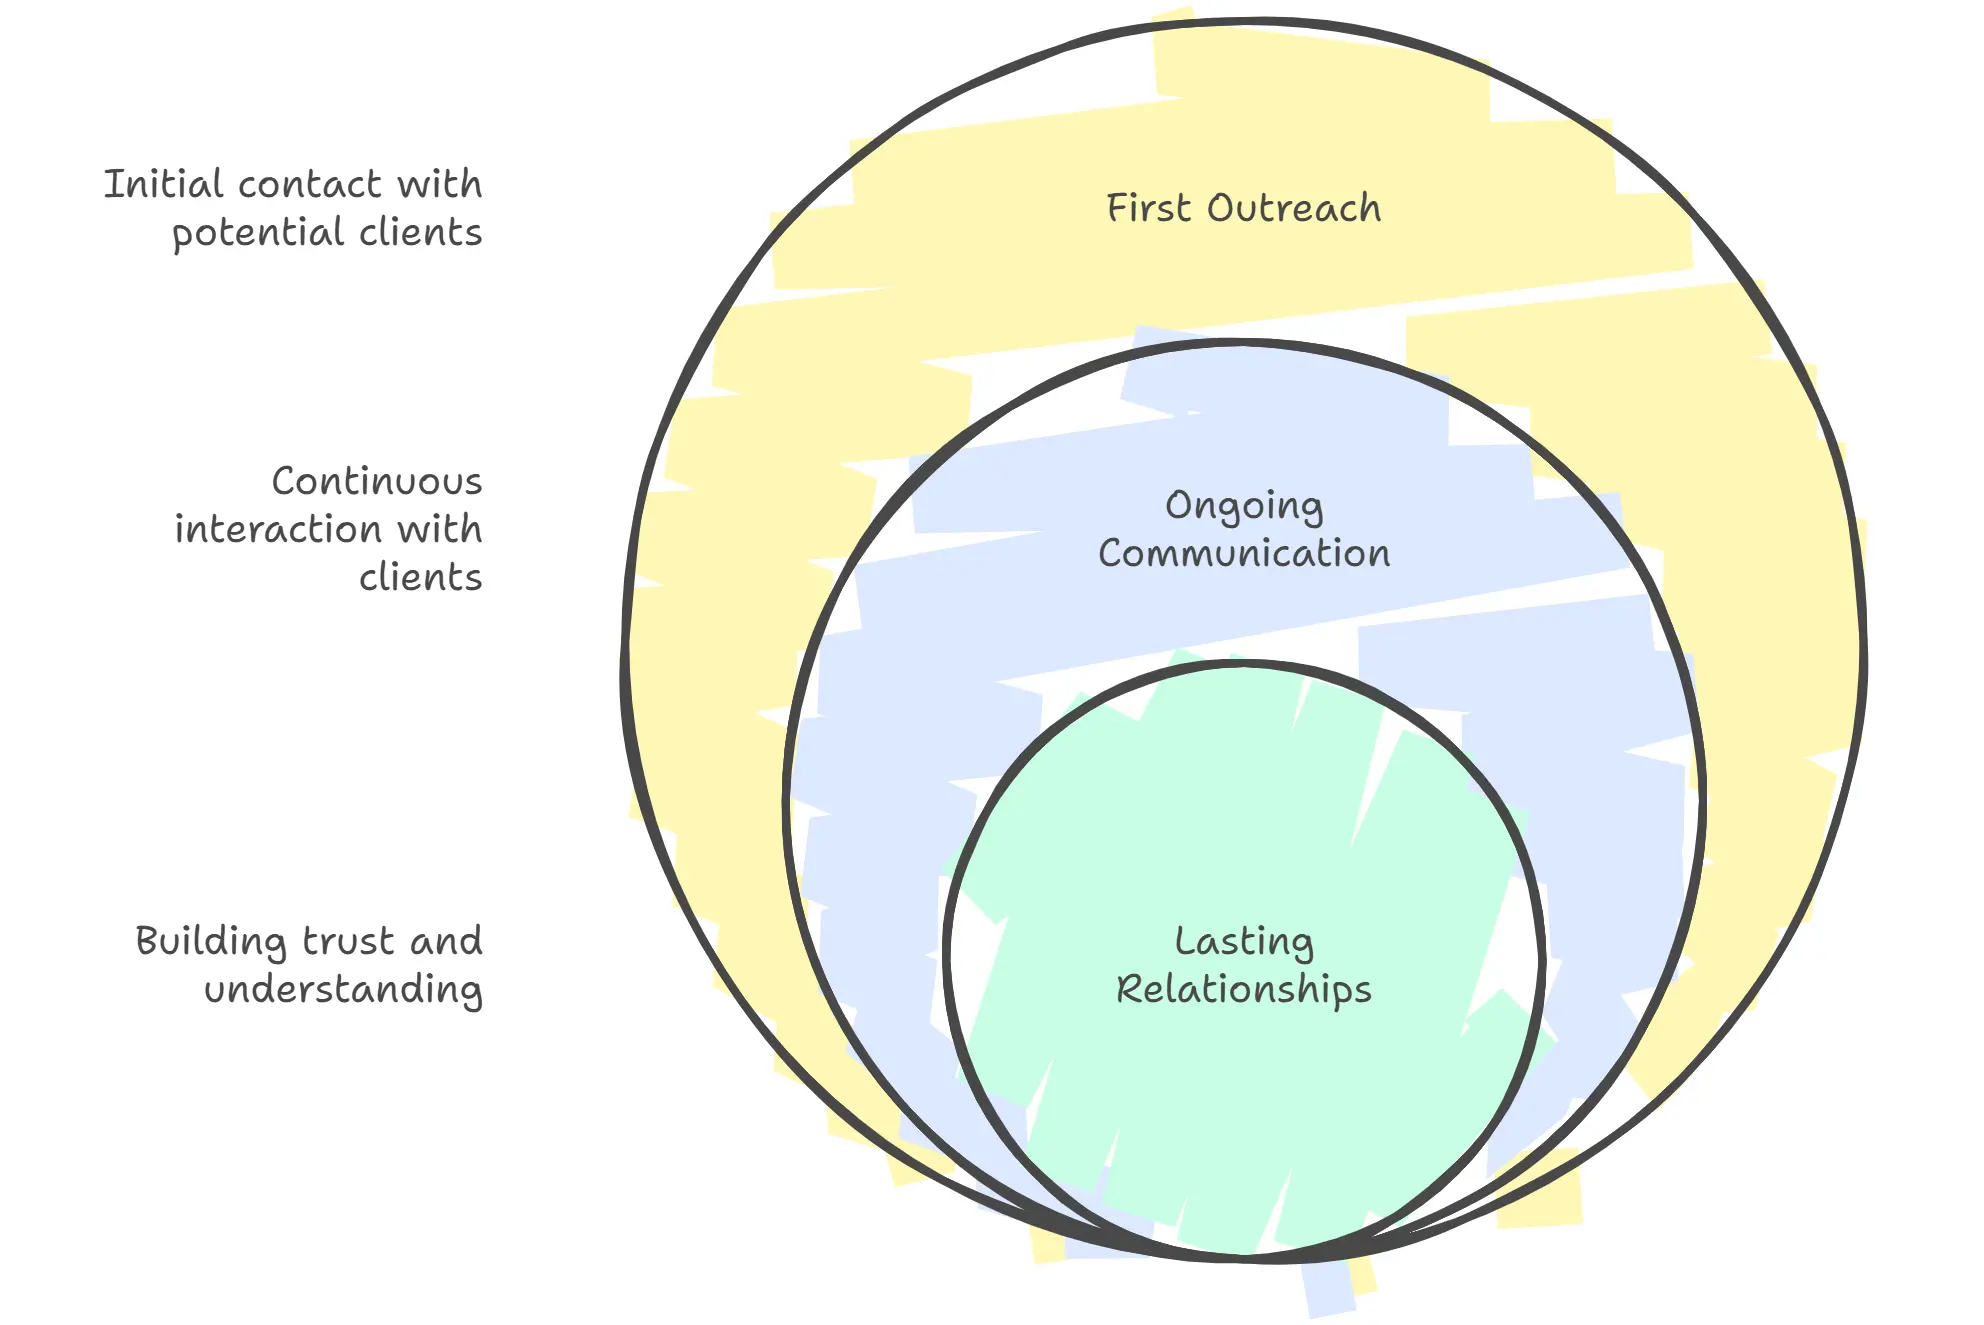 Initial contact with
potential clients
First Outreach
Continuous
interaction with
clients
Ongoing
Communication
Building trust and
understanding
Lasting
Relationships